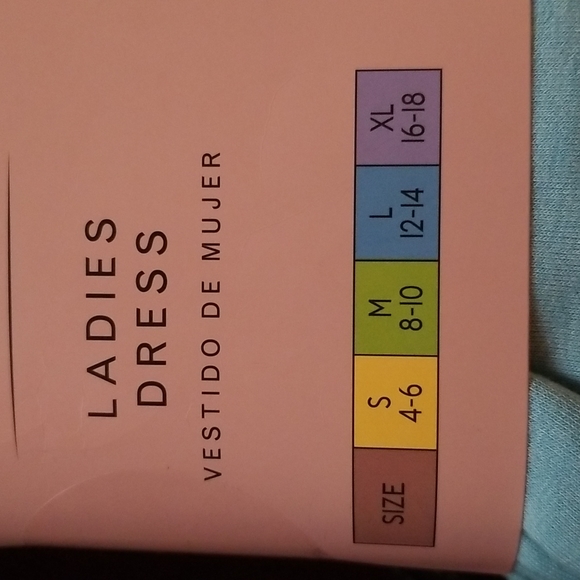 LADIES
DRESS
VESTIDO DE MUJER
SIZE S M L XL
4-6 8-10 12-14 16-18